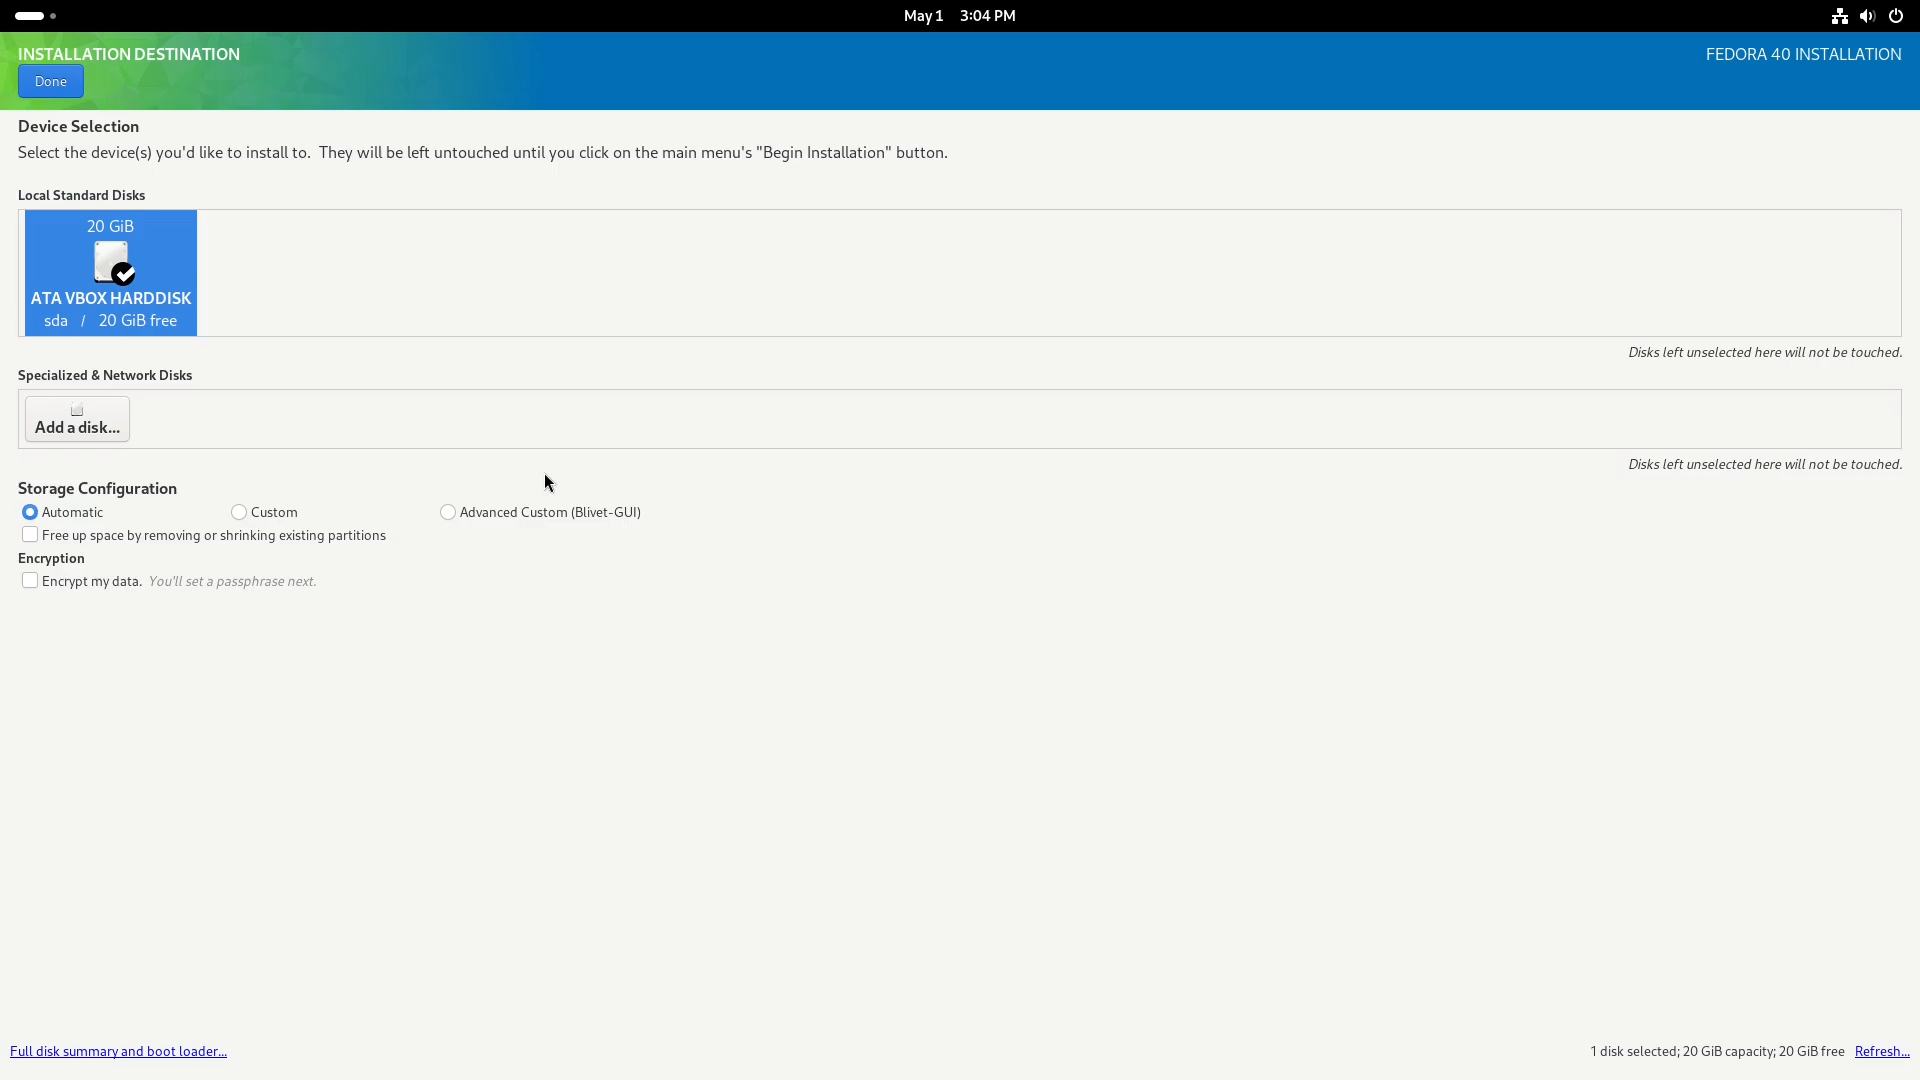 May 1 3:04 PM
INSTALLATION DESTINATION
FEDORA 40 INSTALLATION
Done
Device Selection
Select the device(s) you'd like to install to. They will be left untouched until you click on the main menu's "Begin Installation" button.
Local Standard Disks
20 GiB
ATA VBOX HARDDISK
sda / 20 GiB free
Disks left unselected here will not be touched.
Specialized & Network Disks
Add a disk...
Disks left unselected here will not be touched.
Storage Configuration
Automatic Custom Advanced Custom (Blivet-GUI)
Free up space by removing or shrinking existing partitions
Encryption
Encrypt my data. You'll set a passphrase next.
Full disk summary and boot loader... 1 disk selected; 20 GiB capacity; 20 GiB free Refresh...